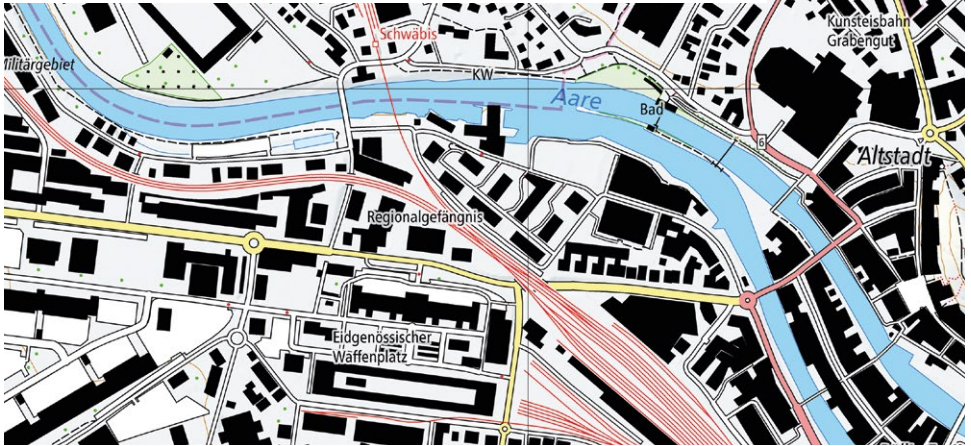 Schwäbis
Kunsteisbahn
Grabengut
Militärgebiet
KW
Aare
Bad
6
Altstadt
Regionalgefängnis
Eidgenössischer
Waffenplatz